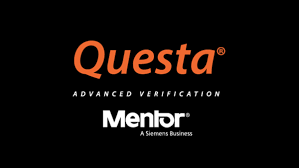 Questa®
ADVANCED VERIFICATION
Mentor®
A Siemens Business